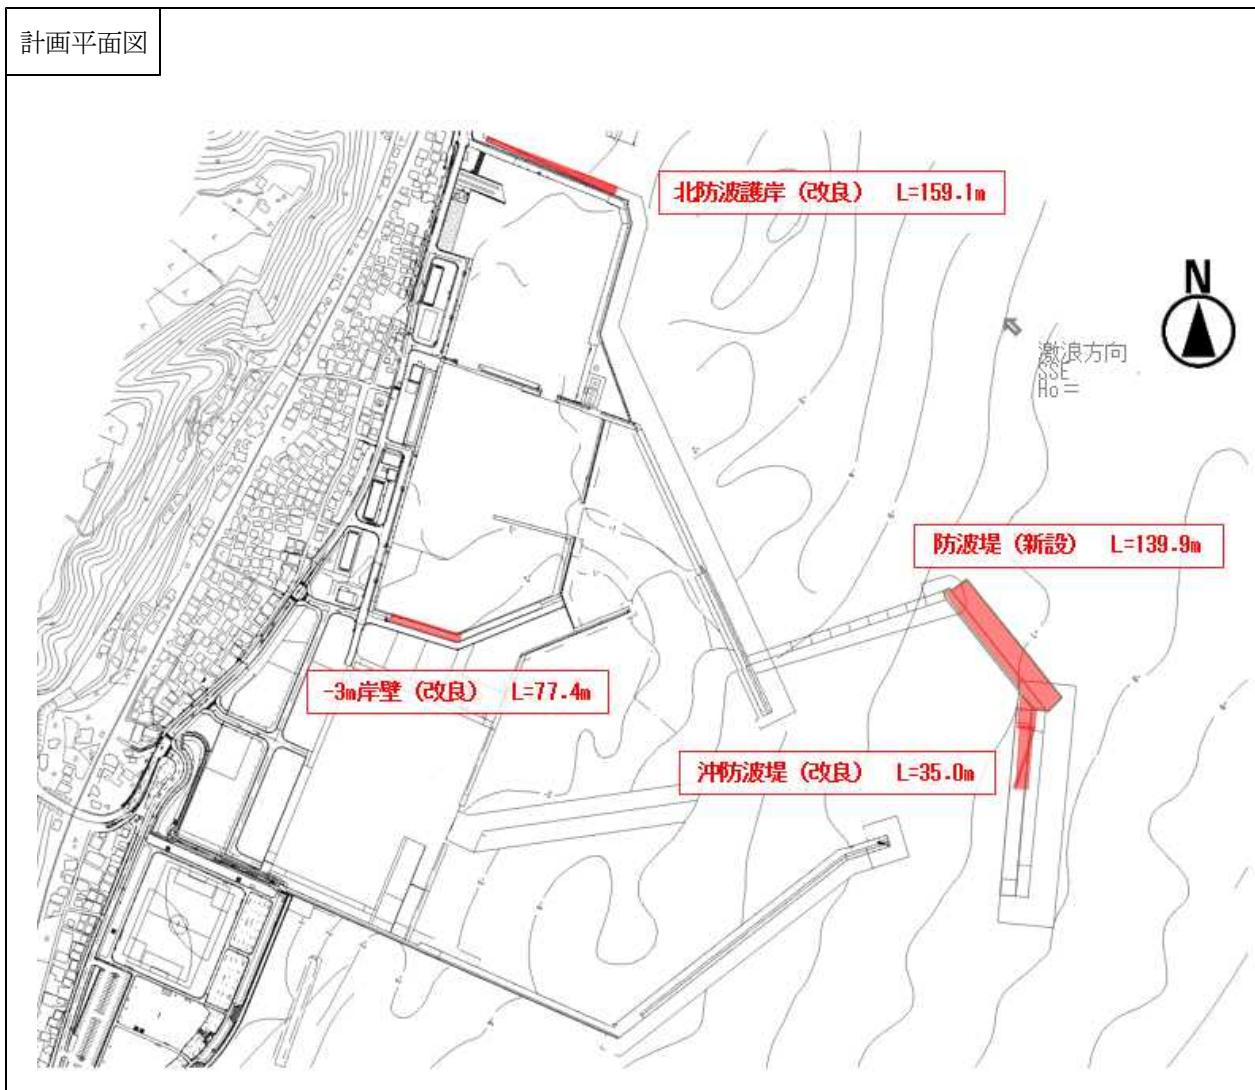 計画平面図
北防波護岸（改良） L=159.1m
N
激浪方向
SSE
Ho＝
防波堤（新設） L=139.9m
-3m岸壁（改良） L=77.4m
沖防波堤（改良） L=35.0m